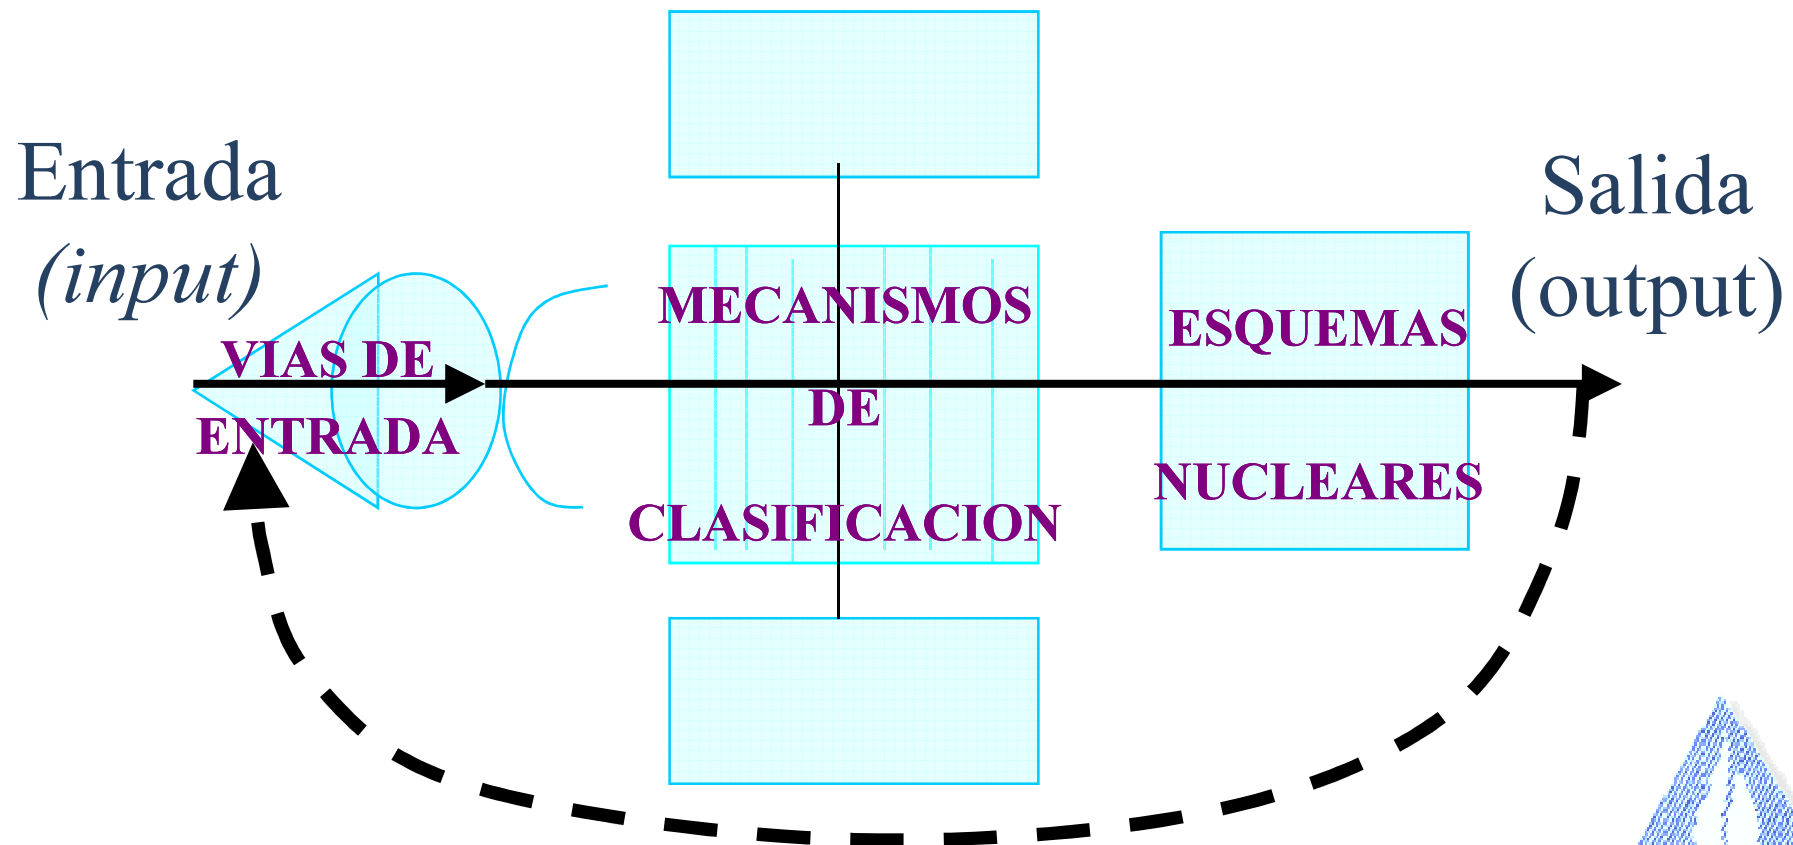 Entrada
(input)
VIAS DE
ENTRADA
MECANISMOS
DE
CLASIFICACION
ESQUEMAS
NUCLEARES
Salida
(output)